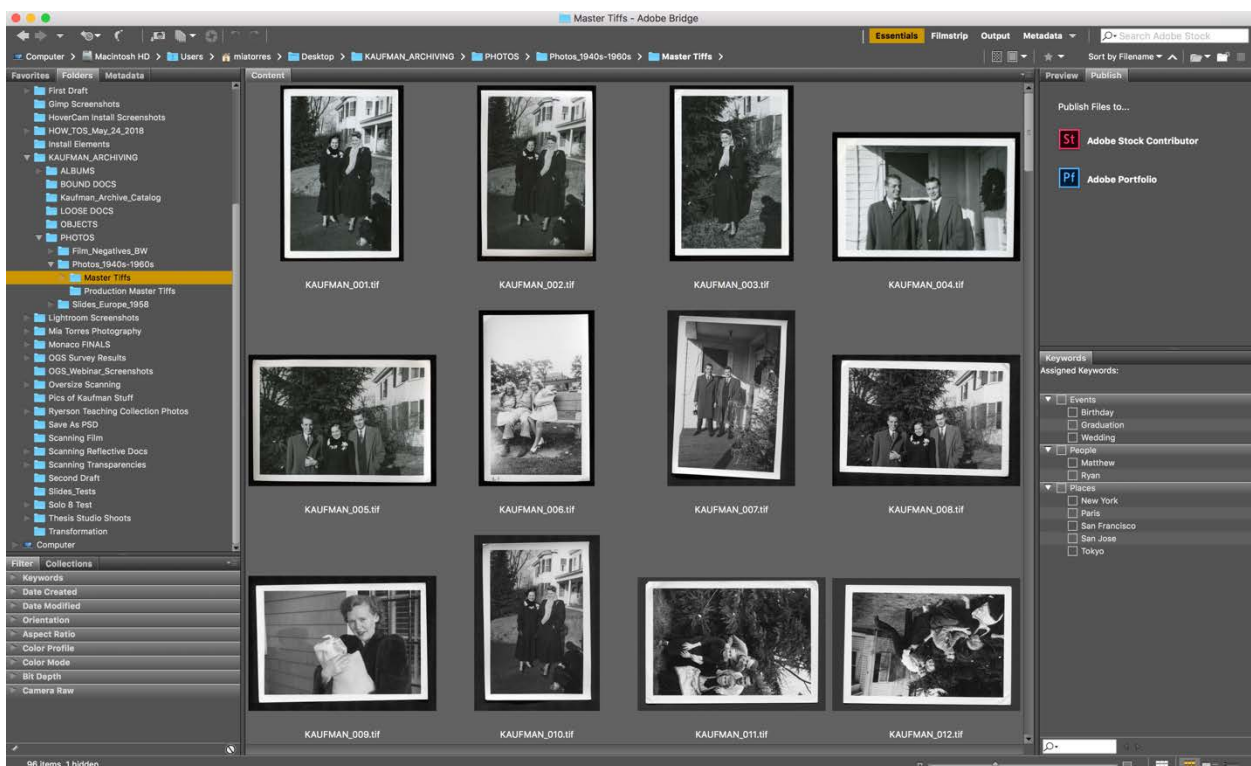 Master Tiffs - Adobe Bridge
Essentials Filmstrip Output Metadata Search Adobe Stock
Computer > Macintosh HD > Users > miatorres > Desktop > KAUFMAN_ARCHIVING > PHOTOS > Photos_1940s-1960s > Master Tiffs >
Sort by Filename
Favorites Folders Metadata
First Draft
Gimp Screenshots
HoverCam Install Screenshots
HOW_TOS_May_24_2018
Install Elements
KAUFMAN_ARCHIVING
ALBUMS
BOUND DOCS
Kaufman_Archive_Catalog
LOOSE DOCS
OBJECTS
PHOTOS
Film_Negatives_BW
Photos_1940s-1960s
Master Tiffs
Production Master Tiffs
Slides_Europe_1958
Lightroom Screenshots
Mia Torres Photography
Monaco FINALS
OGS Survey Results
OGS_Webinar_Screenshots
Oversize Scanning
Pics of Kaufman Stuff
Ryerson Teaching Collection Photos
Save As PSD
Scanning Film
Scanning Reflective Docs
Scanning Transparencies
Second Draft
Slides_Tests
Solo 8 Test
Thesis Studio Shoots
Transformation
Computer
Filter Collections
Keywords
Date Created
Date Modified
Orientation
Aspect Ratio
Color Profile
Color Mode
Bit Depth
Camera Raw
Content
KAUFMAN_001.tif KAUFMAN_002.tif KAUFMAN_003.tif KAUFMAN_004.tif
KAUFMAN_005.tif KAUFMAN_006.tif KAUFMAN_007.tif KAUFMAN_008.tif
KAUFMAN_009.tif KAUFMAN_010.tif KAUFMAN_011.tif KAUFMAN_012.tif
Preview Publish
Publish Files to...
St Adobe Stock Contributor
Pf Adobe Portfolio
Keywords
Assigned Keywords:
Events
Birthday
Graduation
Wedding
People
Matthew
Ryan
Places
New York
Paris
San Francisco
San Jose
Tokyo
96 items, 1 hidden